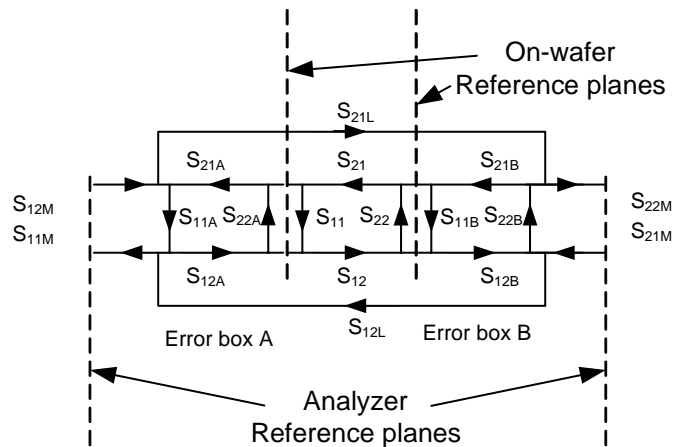 On-wafer
Reference planes
S21L
S21A S21 S21B
S12M S22M
S11A S22A S11 S22 S11B S22B
S11M S21M
S12A S12 S12B
S12L
Error box A Error box B
Analyzer
Reference planes